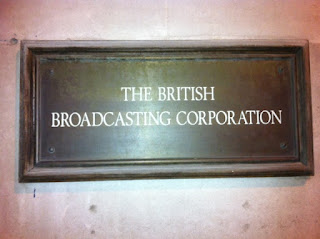 THE BRITISH
BROADCASTING CORPORATION